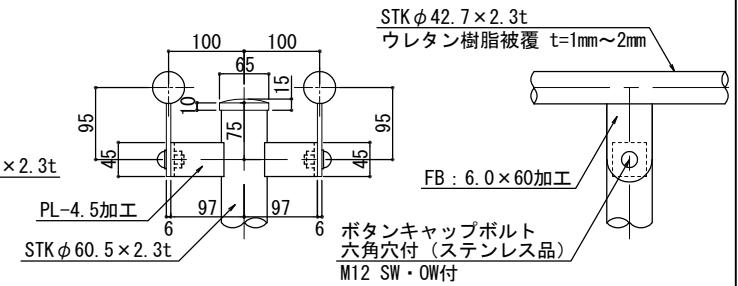 STKφ42.7×2.3t
ウレタン樹脂被覆 t=1mm～2mm
100
100
65
15
10
95
75
95
45
45
×2.3t
PL-4.5加工
97
97
6
6
STKφ60.5×2.3t
FB：6.0×60加工
ボタンキャップボルト
六角穴付（ステンレス品）
M12 SW・OW付